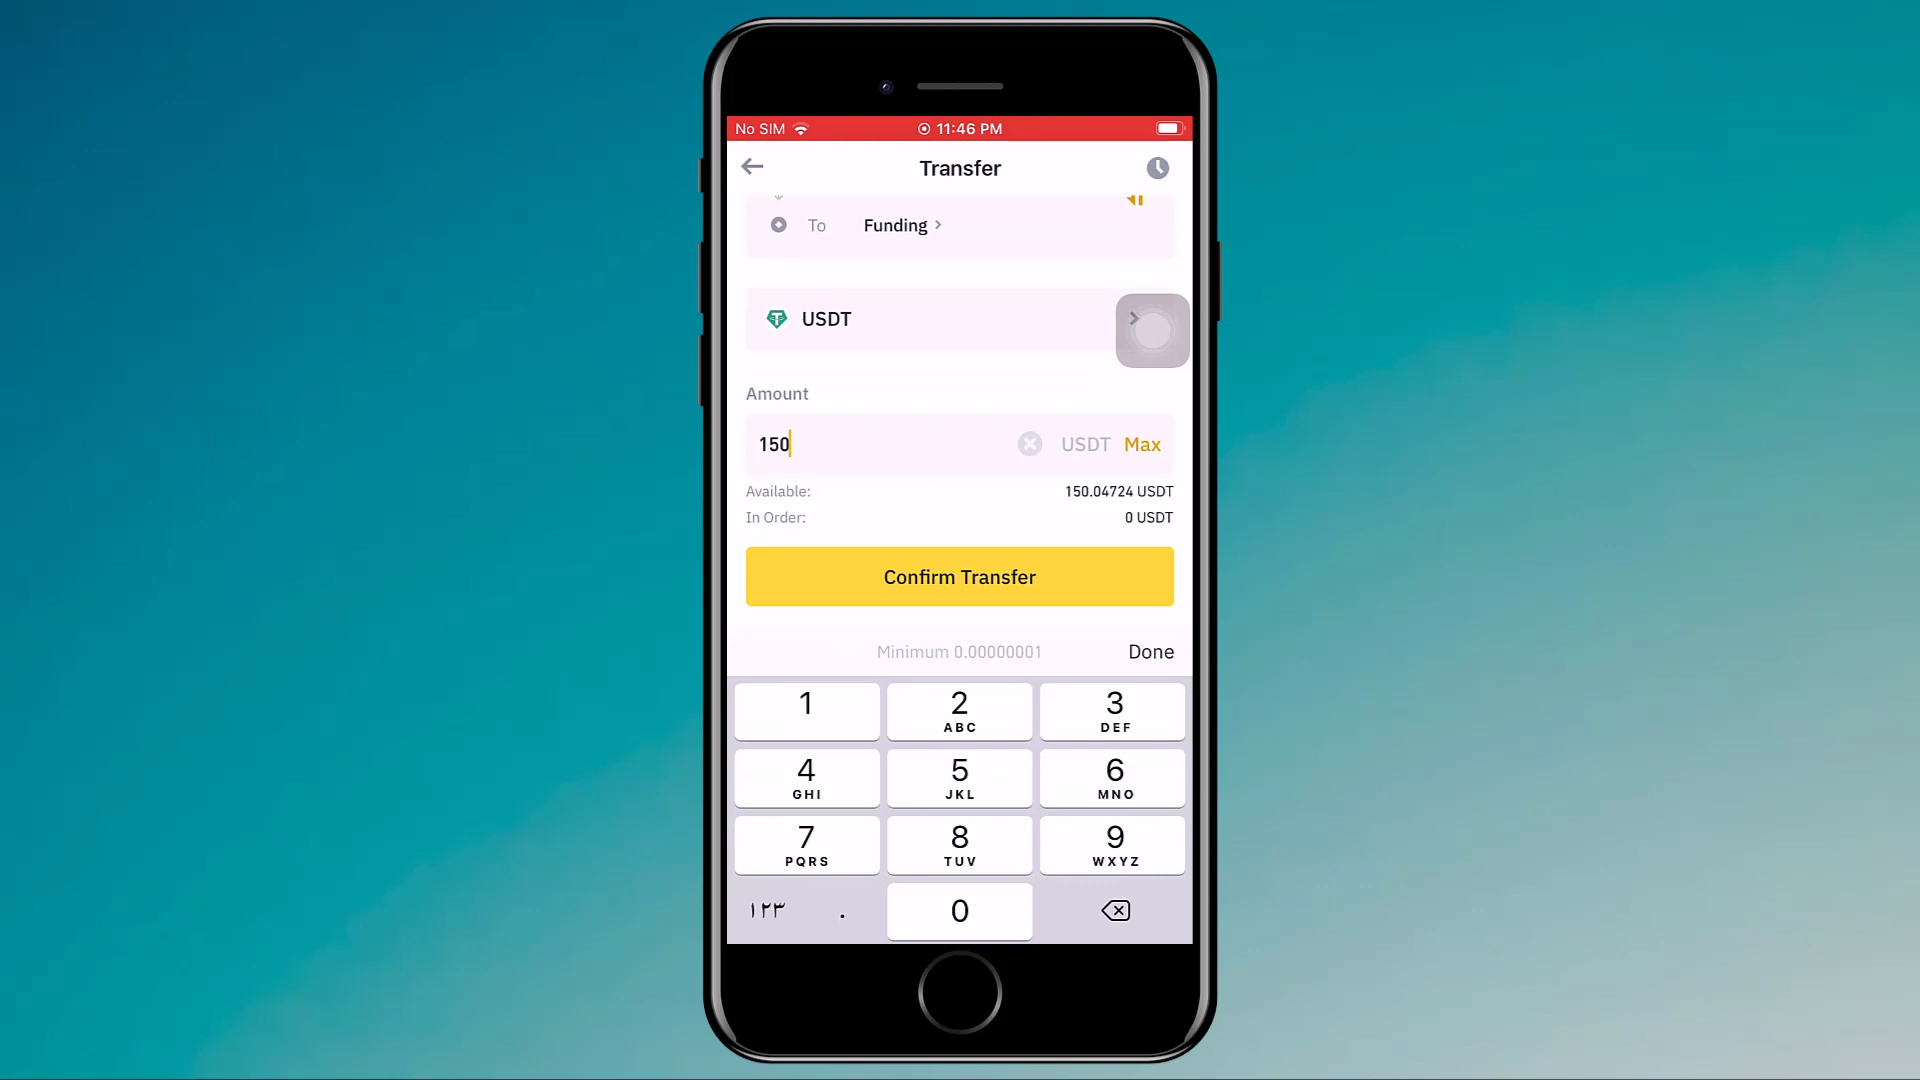 No SIM 11:46 PM
Transfer
To Funding
USDT
Amount
150 USDT Max
Available: 150.04724 USDT
In Order: 0 USDT
Confirm Transfer
Minimum 0.00000001 Done
1 2 3
ABC DEF
4 5 6
GHI JKL MNO
7 8 9
PQRS TUV WXYZ
١٢٣ . 0